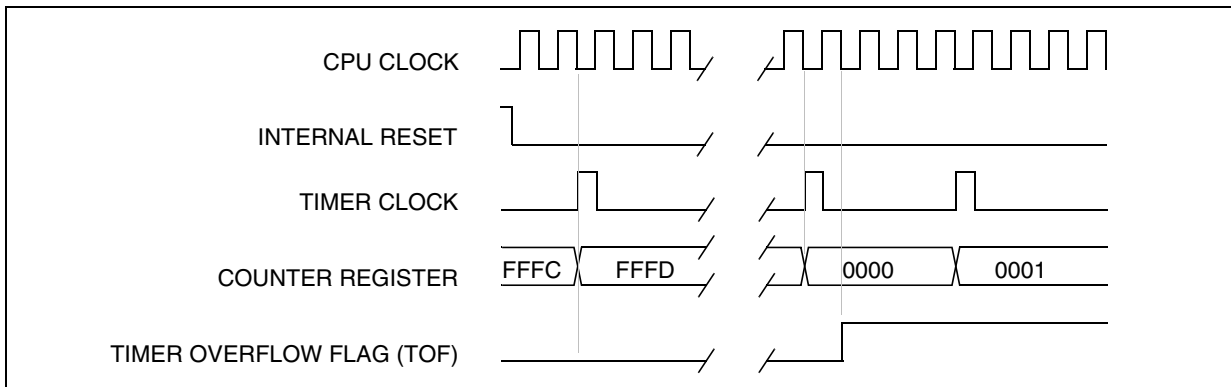 CPU CLOCK
INTERNAL RESET
TIMER CLOCK
COUNTER REGISTER
FFFC FFFD 0000 0001
TIMER OVERFLOW FLAG (TOF)